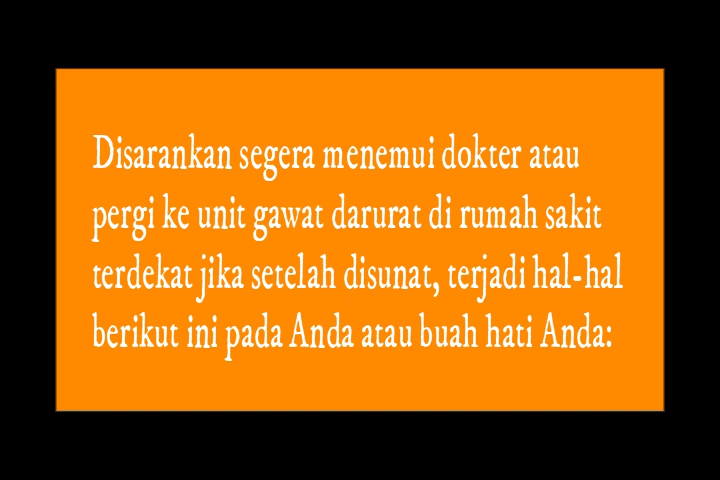 Disarankan segera menemui dokter atau
pergi ke unit gawat darurat di rumah sakit
terdekat jika setelah disunat, terjadi hal-hal
berikut ini pada Anda atau buah hati Anda: